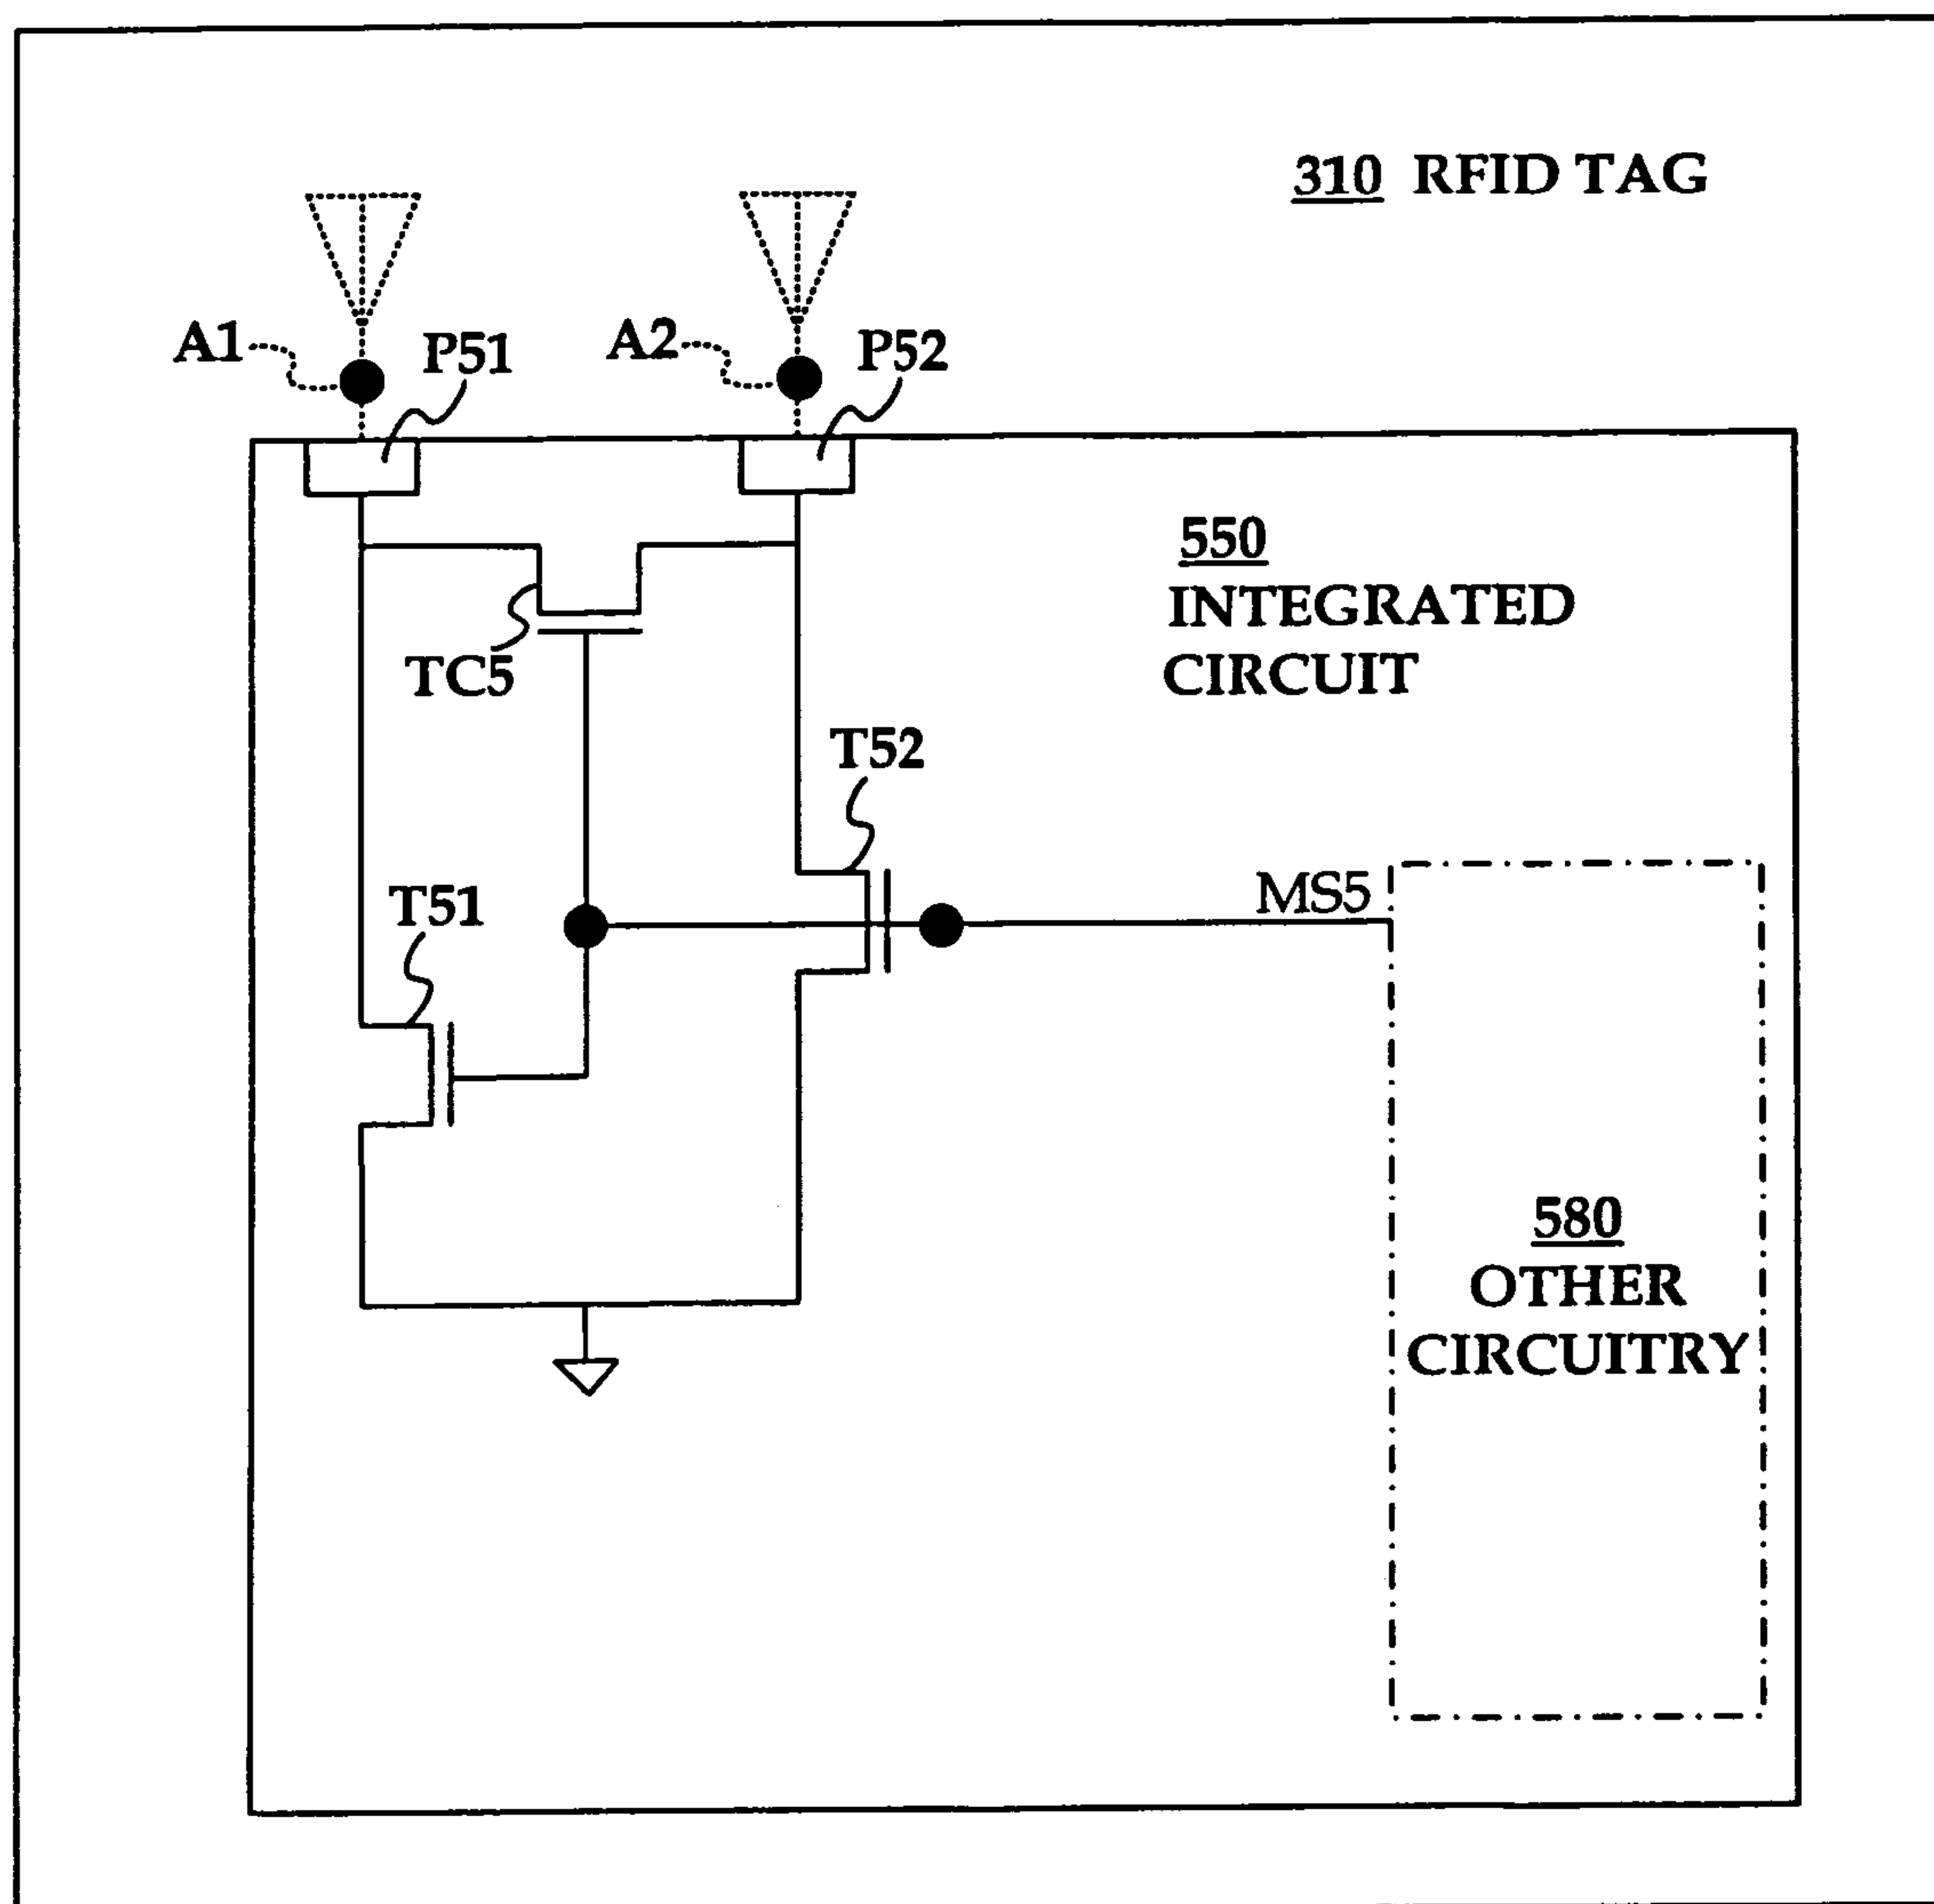 310 RFID TAG
A1
P51
A2
P52
550
INTEGRATED
CIRCUIT
TC5
T52
T51
MS5
580
OTHER
CIRCUITRY